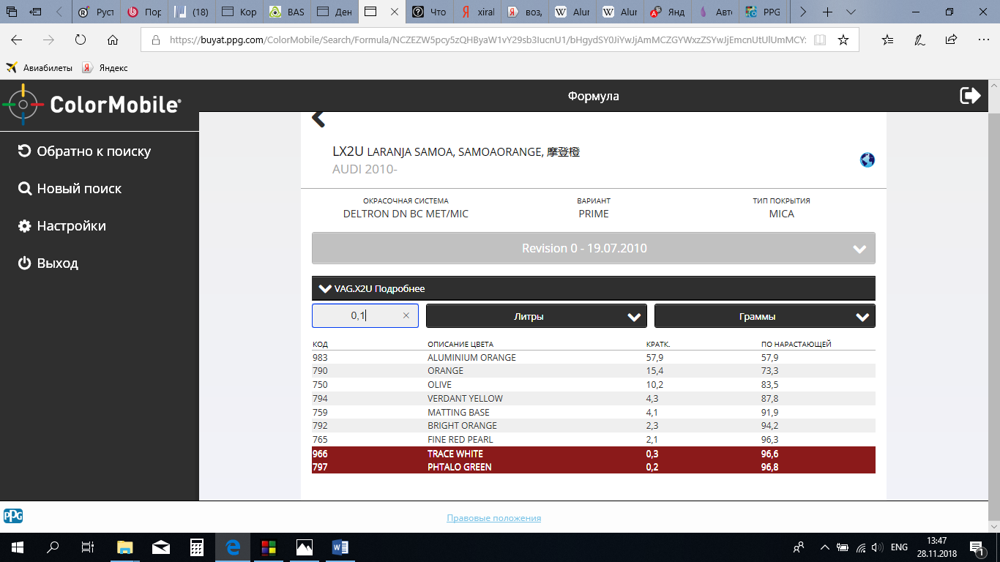 Руст
Пор
(18)
Кор
BAS
Ден
Что
xiral
воз,
Alur
Alur
Янд
Авто
PPG
https://buyat.ppg.com/ColorMobile/Search/Formula/NCZEZW5pcy5zQHByaW1vY29sb3IucnU1/bHgydSY0JiYwJjAmMCZGYWxzZSYwJjEmcnUtUlUmMCY:
Авиабилеты Яндекс
ColorMobile®
Формула
Обратно к поиску
Новый поиск
Настройки
Выход
LX2U LARANJA SAMOA, SAMOAORANGE, 摩登橙
AUDI 2010-
ОКРАСОЧНАЯ СИСТЕМА ВАРИАНТ ТИП ПОКРЫТИЯ
DELTRON DN BC MET/MIC PRIME MICA
Revision 0 - 19.07.2010
VAG.X2U Подробнее
0,1 Литры Граммы
КОД ОПИСАНИЕ ЦВЕТА КРАТК. ПО НАРАСТАЮЩЕЙ
983 ALUMINIUM ORANGE 57,9 57,9
790 ORANGE 15,4 73,3
750 OLIVE 10,2 83,5
794 VERDANT YELLOW 4,3 87,8
759 MATTING BASE 4,1 91,9
792 BRIGHT ORANGE 2,3 94,2
765 FINE RED PEARL 2,1 96,3
966 TRACE WHITE 0,3 96,6
797 PHTALO GREEN 0,2 96,8
PPG
Правовые положения
ENG
13:47
28.11.2018
1